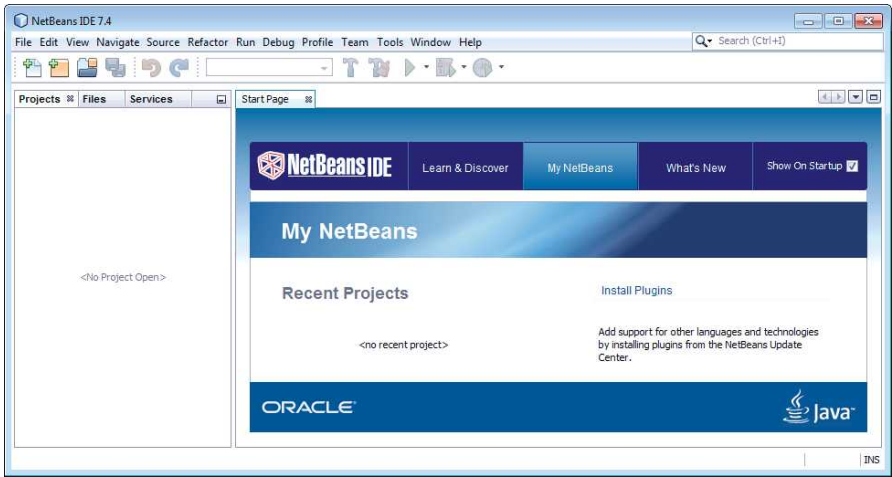 NetBeans IDE 7.4
File Edit View Navigate Source Refactor Run Debug Profile Team Tools Window Help
Search (Ctrl+I)
Projects Files Services
Start Page
NetBeans IDE
Learn & Discover
My NetBeans
What's New
Show On Startup
My NetBeans
Recent Projects
Install Plugins
<No Project Open>
<no recent project>
Add support for other languages and technologies
by installing plugins from the NetBeans Update
Center.
ORACLE
Java
INS